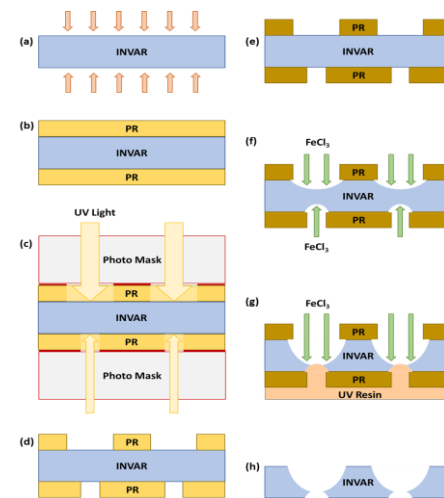 (a)
INVAR
(b)
PR
INVAR
PR
UV Light
(c)
Photo Mask
PR
INVAR
PR
Photo Mask
(d)
PR
INVAR
PR
(e)
PR
INVAR
PR
(f)
FeCl₃
PR
INVAR
PR
FeCl₃
(g)
FeCl₃
PR
INVAR
PR
UV Resin
(h)
INVAR